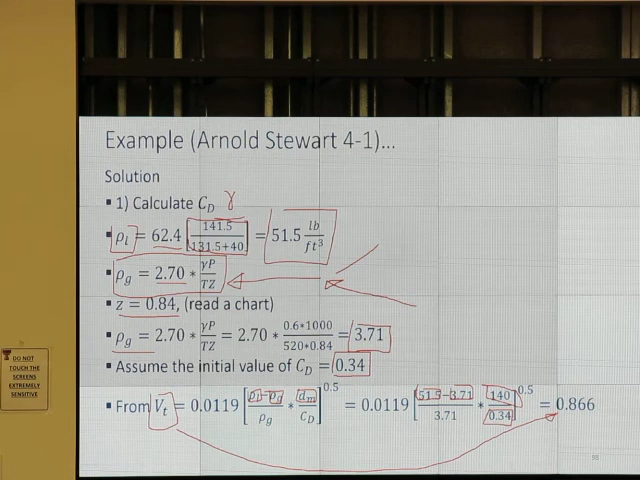 Example (Arnold Stewart 4-1)...
Solution
▪ 1) Calculate C_D γ
▪ ρ_l = 62.4 [141.5 / 131.5+40] = 51.5 lb/ft³
▪ ρ_g = 2.70 * γP/TZ
▪ z = 0.84, (read a chart)
▪ ρ_g = 2.70 * γP/TZ = 2.70 * 0.6*1000 / 520*0.84 = 3.71
▪ Assume the initial value of C_D = 0.34
▪ From V_t = 0.0119 [ρ_l-ρ_g / ρ_g * d_m / C_D]^0.5 = 0.0119 [51.5-3.71 / 3.71 * 140 / 0.34]^0.5 = 0.866
DO NOT
TOUCH THE
SCREENS
EXTREMELY
SENSITIVE